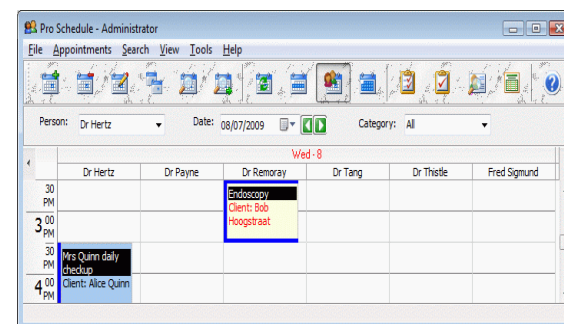 Pro Schedule - Administrator
File Appointments Search View Tools Help
Person: Dr Hertz Date: 08/07/2009 Category: All
Wed - 8
Dr Hertz Dr Payne Dr Remoray Dr Tang Dr Thistle Fred Sigmund
30 PM
Endoscopy
Client: Bob
Hoogstraat
3 00 PM
30 PM
Mrs Quinn daily
checkup
4 00 PM
Client: Alice Quinn